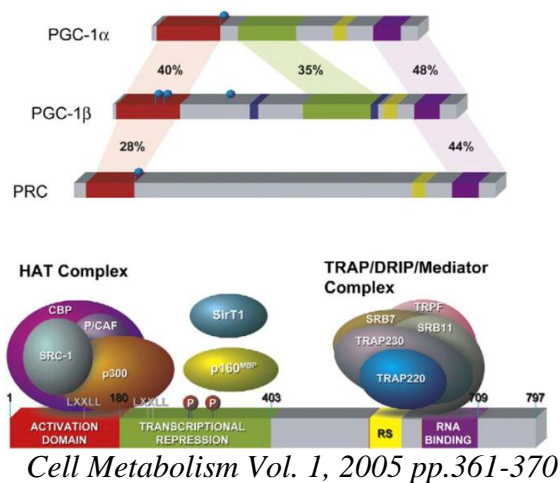 PGC-1α
40% 35% 48%
PGC-1β
28% 44%
PRC
HAT Complex TRAP/DRIP/Mediator
Complex
CBP SirT1 TRPF
P/CAF SRB7 SRB11
SRC-1 p300 p160MBP TRAP230
TRAP220
LXXLL LXXLL P P
1 180 403 709 797
ACTIVATION DOMAIN TRANSCRIPTIONAL REPRESSION RS RNA BINDING
Cell Metabolism Vol. 1, 2005 pp.361-370